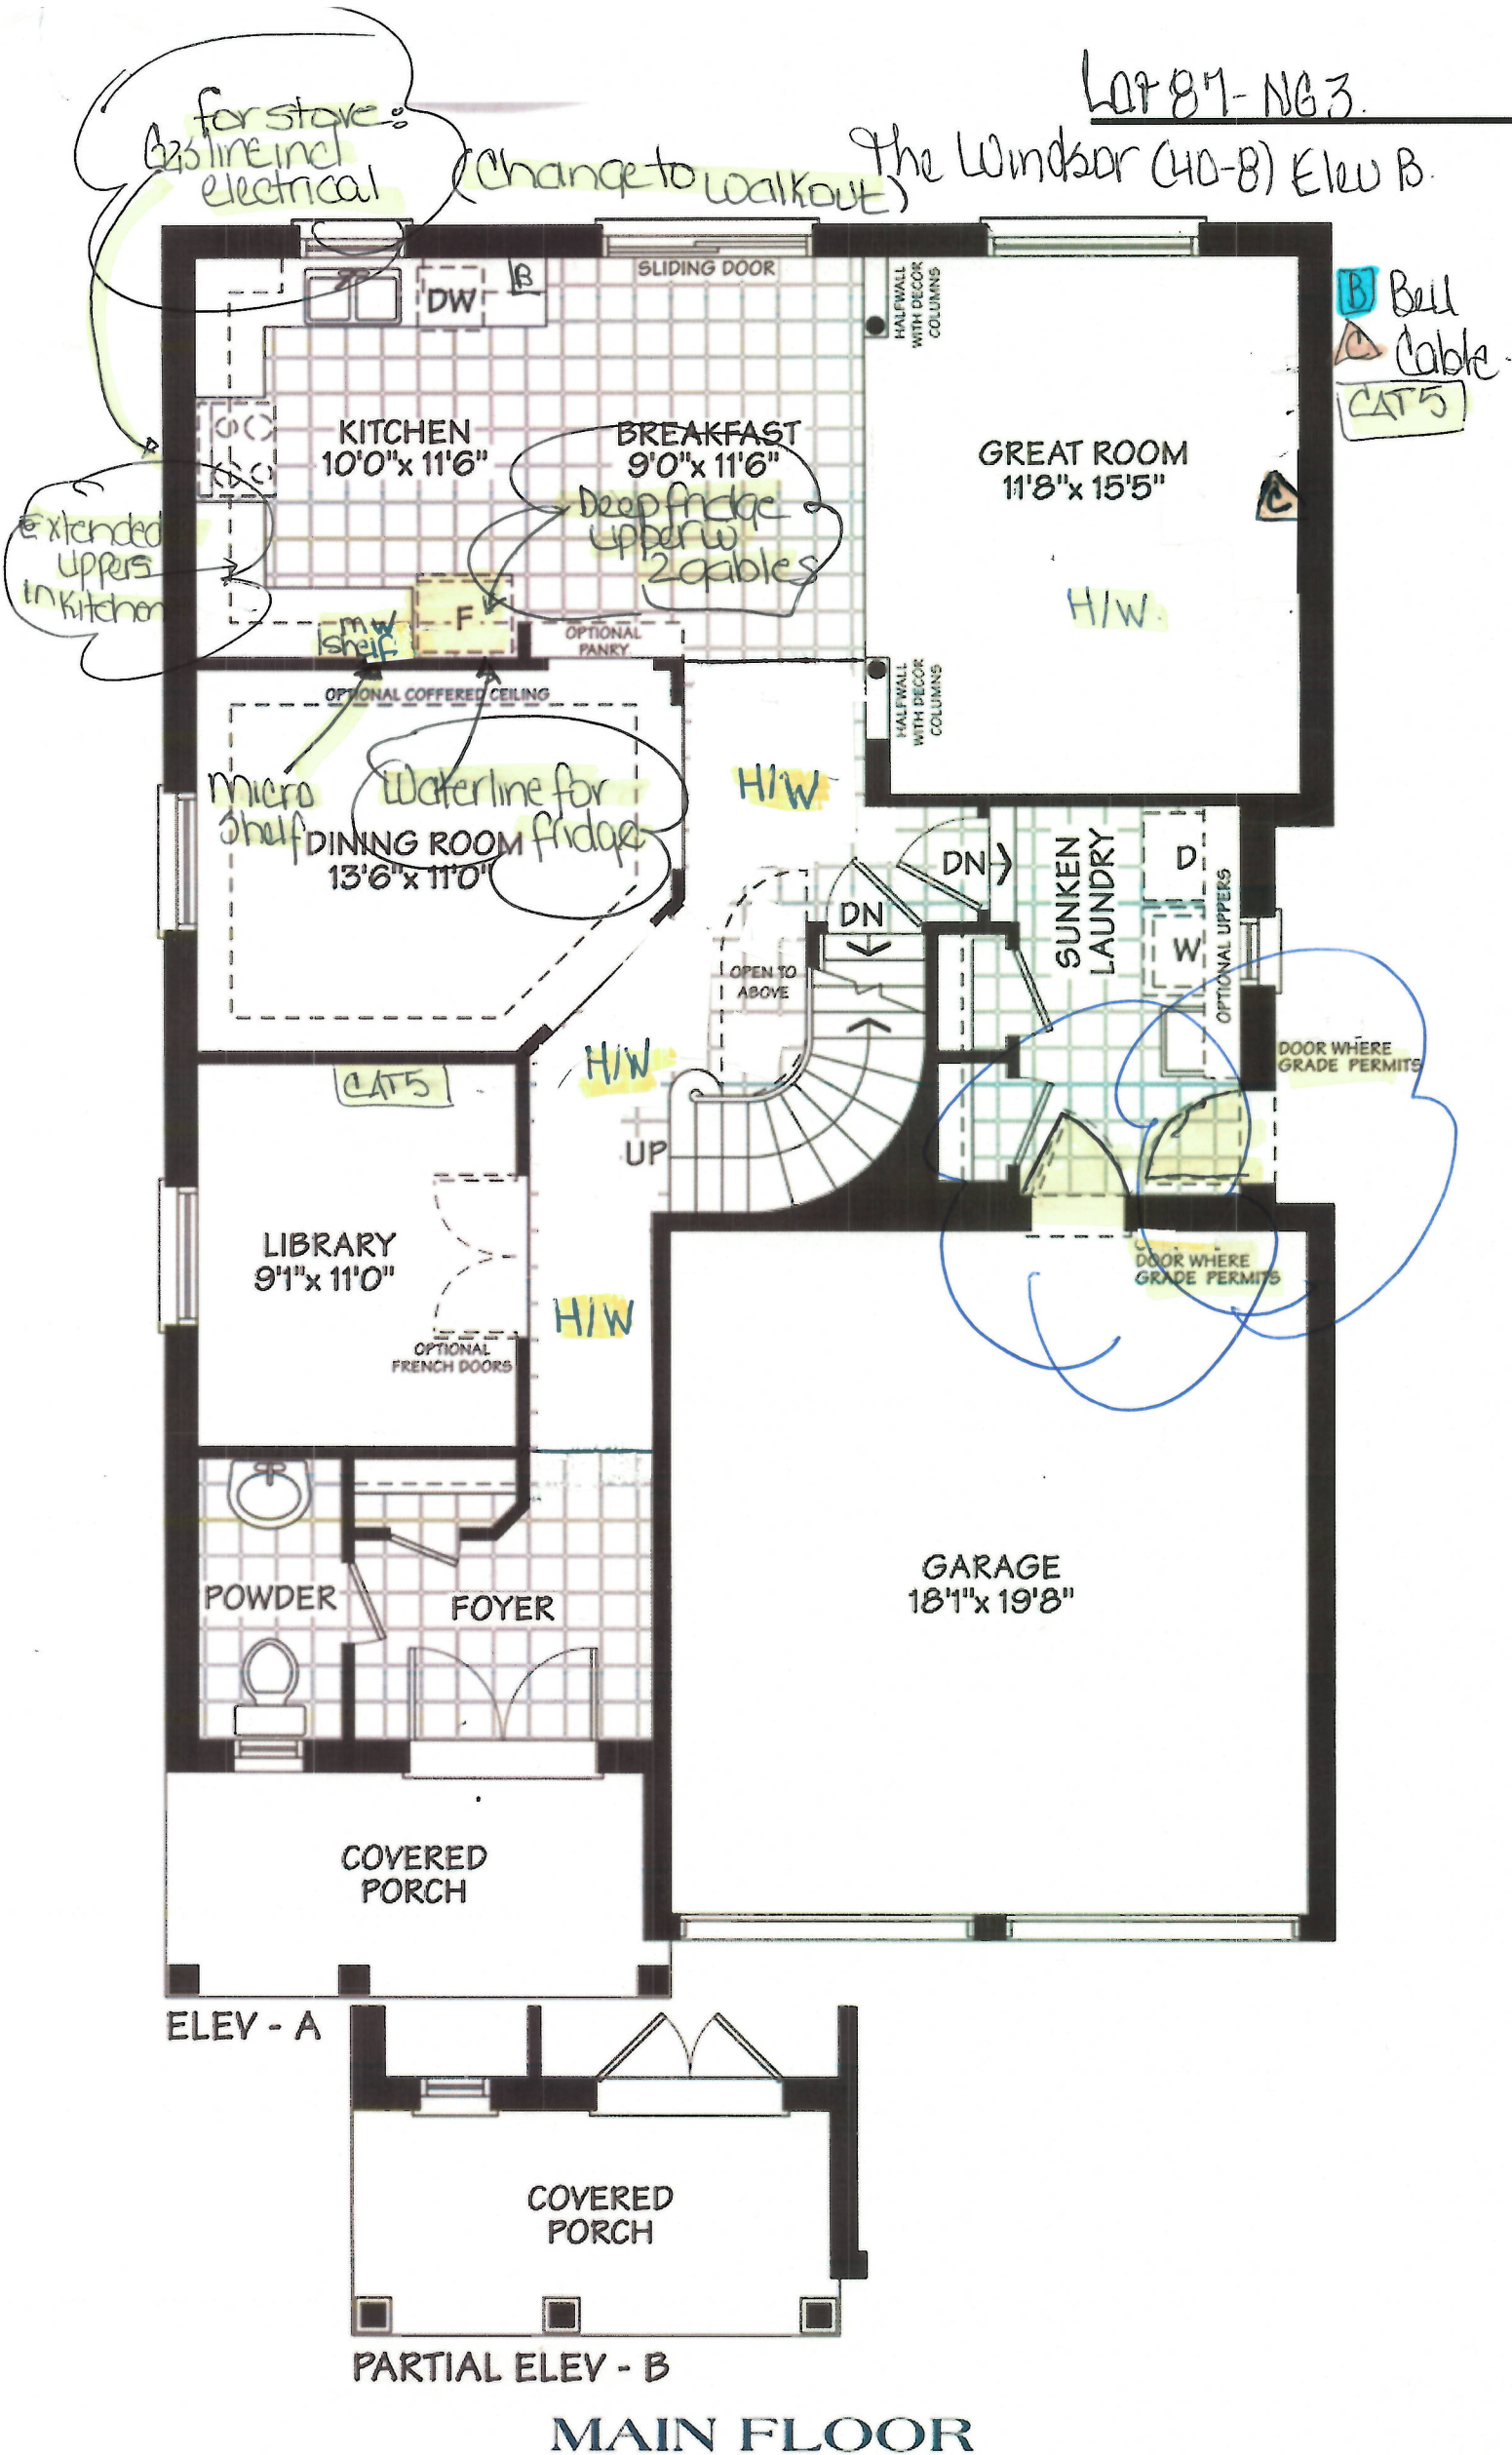 Lot 87 - NG3.
The Windsor (40-8) Elev B.
for stove:
Gas line incl
electrical
(Change to walkout)
B Bell
C Cable
CAT5
SLIDING DOOR
HALFWALL
WITH DECOR
COLUMNS
DW
B
KITCHEN
10'0"x 11'6"
BREAKFAST
9'0"x 11'6"
Deep fridge
upper w
2 gables
GREAT ROOM
11'8"x 15'5"
C
H/W
Extended
uppers
in Kitchen
mw
shelf
F
OPTIONAL
PANRY
OPTIONAL COFFERED CEILING
HALFWALL
WITH DECOR
COLUMNS
Micro
Shelf
Waterline for
fridge
H/W
DINING ROOM
13'6"x 11'0"
DN
DN
SUNKEN
LAUNDRY
D
W
OPTIONAL UPPERS
OPEN TO
ABOVE
DOOR WHERE
GRADE PERMITS
CAT5
H/W
UP
LIBRARY
9'1"x 11'0"
OPTIONAL
FRENCH DOORS
H/W
DOOR WHERE
GRADE PERMITS
POWDER
FOYER
GARAGE
18'1"x 19'8"
COVERED
PORCH
ELEV - A
COVERED
PORCH
PARTIAL ELEV - B
MAIN FLOOR